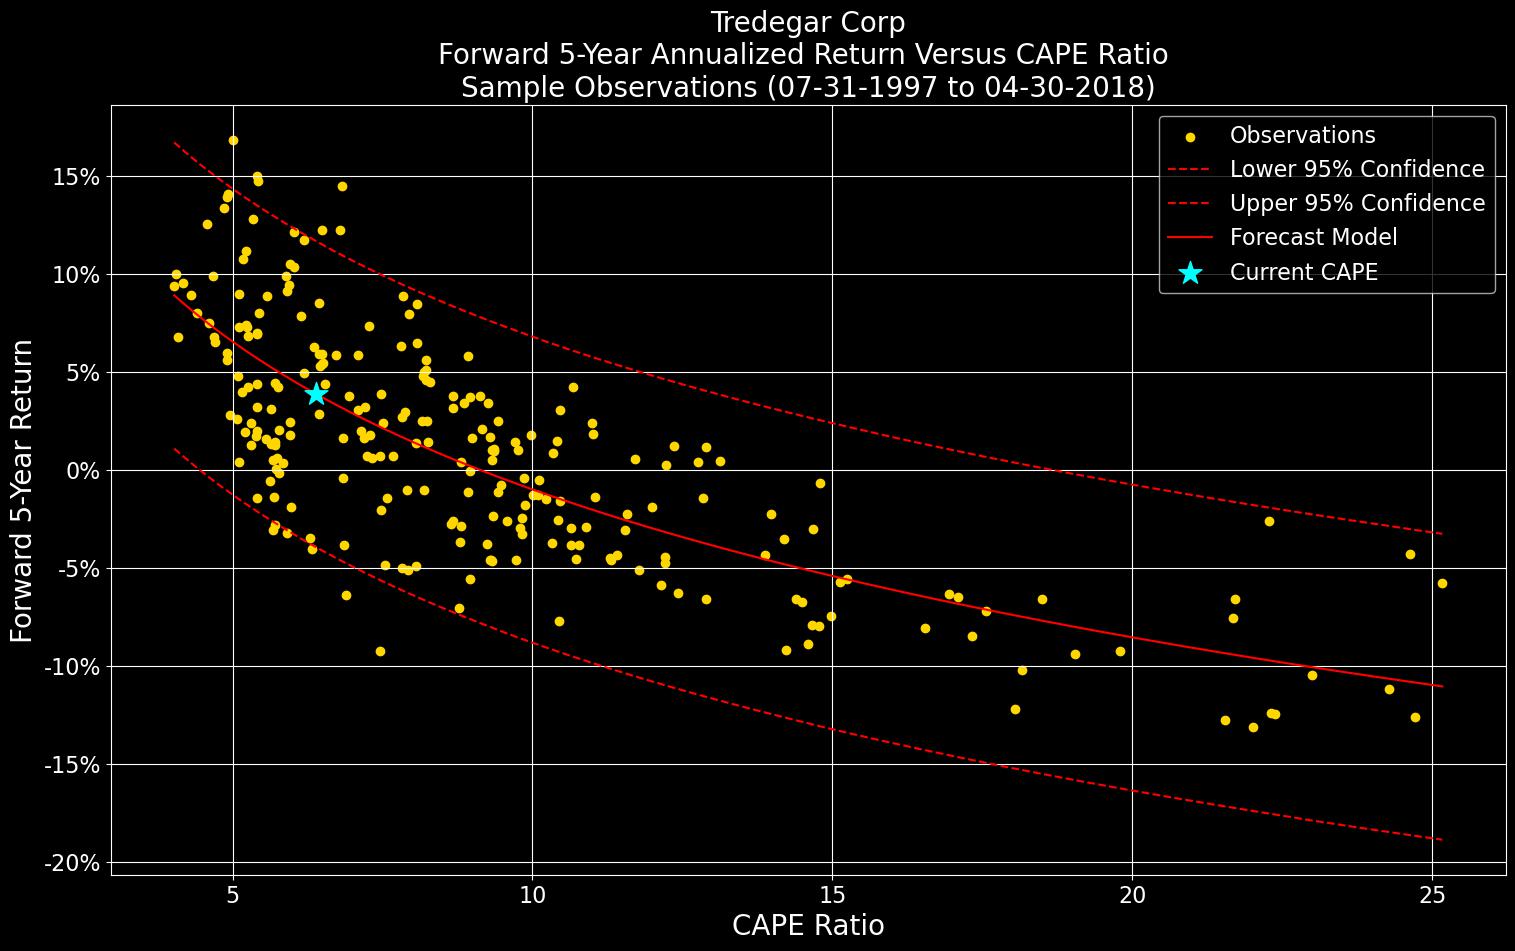 Tredegar Corp
Forward 5-Year Annualized Return Versus CAPE Ratio
Sample Observations (07-31-1997 to 04-30-2018)
Observations
Lower 95% Confidence
Upper 95% Confidence
Forecast Model
Current CAPE
Forward 5-Year Return
15%
10%
5%
0%
-5%
-10%
-15%
-20%
5 10 15 20 25
CAPE Ratio